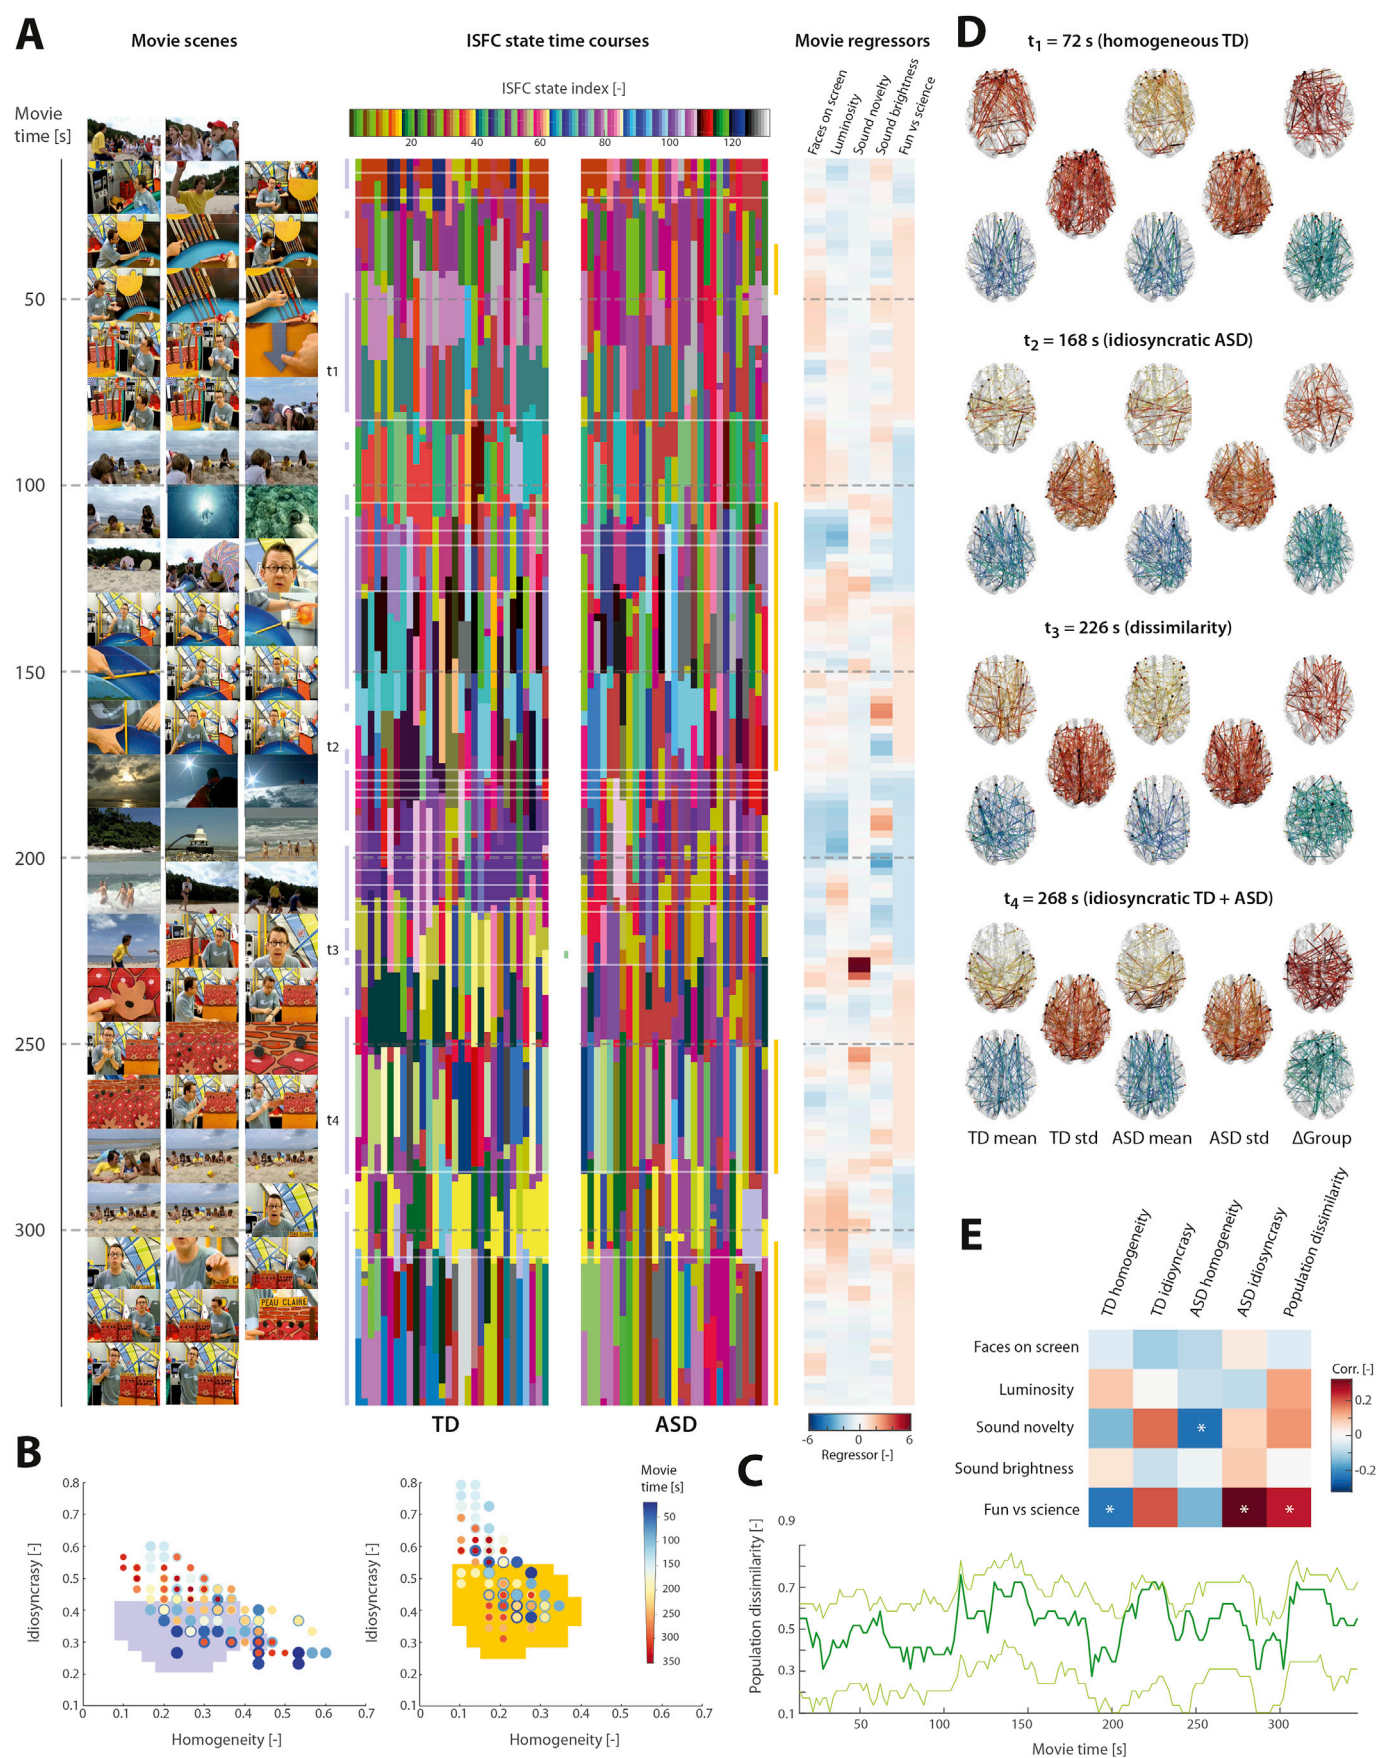 A
Movie scenes
ISFC state time courses
Movie regressors
Movie
time [s]
ISFC state index [-]
20 40 60 80 100 120
Faces on screen
Luminosity
Sound novelty
Sound brightness
Fun vs science
50
100
150
200
250
300
t1
t2
t3
t4
PEAU CLAIRE
TD
ASD
-6 0 6
Regressor [-]
D
t1 = 72 s (homogeneous TD)
t2 = 168 s (idiosyncratic ASD)
t3 = 226 s (dissimilarity)
t4 = 268 s (idiosyncratic TD + ASD)
TD mean TD std ASD mean ASD std ΔGroup
E
TD homogeneity
TD idioyncrasy
ASD homogeneity
ASD idiosyncrasy
Population dissimilarity
Faces on screen
Luminosity
Sound novelty
Sound brightness
Fun vs science
*
* * *
Corr. [-]
0.2
0
-0.2
B
Idiosyncrasy [-]
0.8
0.7
0.6
0.5
0.4
0.3
0.2
0.1
0 0.1 0.2 0.3 0.4 0.5 0.6 0.7
Homogeneity [-]
Idiosyncrasy [-]
0.8
0.7
0.6
0.5
0.4
0.3
0.2
0.1
0 0.1 0.2 0.3 0.4 0.5 0.6 0.7
Homogeneity [-]
Movie
time [s]
50
100
150
200
250
300
350
C
Population dissimilarity [-]
0.9
0.7
0.5
0.3
0.1
50 100 150 200 250 300
Movie time [s]